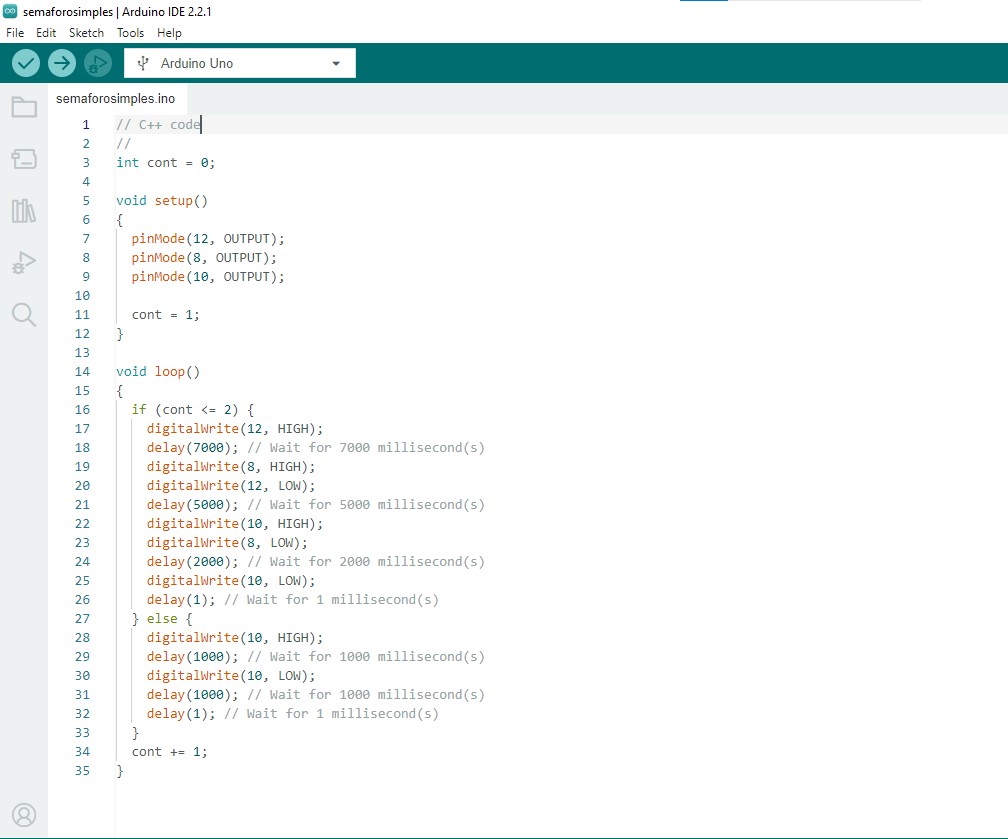 semaforosimples | Arduino IDE 2.2.1
File Edit Sketch Tools Help
Arduino Uno
semaforosimples.ino
1 // C++ code
2 //
3 int cont = 0;
4
5 void setup()
6 {
7   pinMode(12, OUTPUT);
8   pinMode(8, OUTPUT);
9   pinMode(10, OUTPUT);
10
11   cont = 1;
12 }
13
14 void loop()
15 {
16   if (cont <= 2) {
17     digitalWrite(12, HIGH);
18     delay(7000); // Wait for 7000 millisecond(s)
19     digitalWrite(8, HIGH);
20     digitalWrite(12, LOW);
21     delay(5000); // Wait for 5000 millisecond(s)
22     digitalWrite(10, HIGH);
23     digitalWrite(8, LOW);
24     delay(2000); // Wait for 2000 millisecond(s)
25     digitalWrite(10, LOW);
26     delay(1); // Wait for 1 millisecond(s)
27   } else {
28     digitalWrite(10, HIGH);
29     delay(1000); // Wait for 1000 millisecond(s)
30     digitalWrite(10, LOW);
31     delay(1000); // Wait for 1000 millisecond(s)
32     delay(1); // Wait for 1 millisecond(s)
33   }
34   cont += 1;
35 }